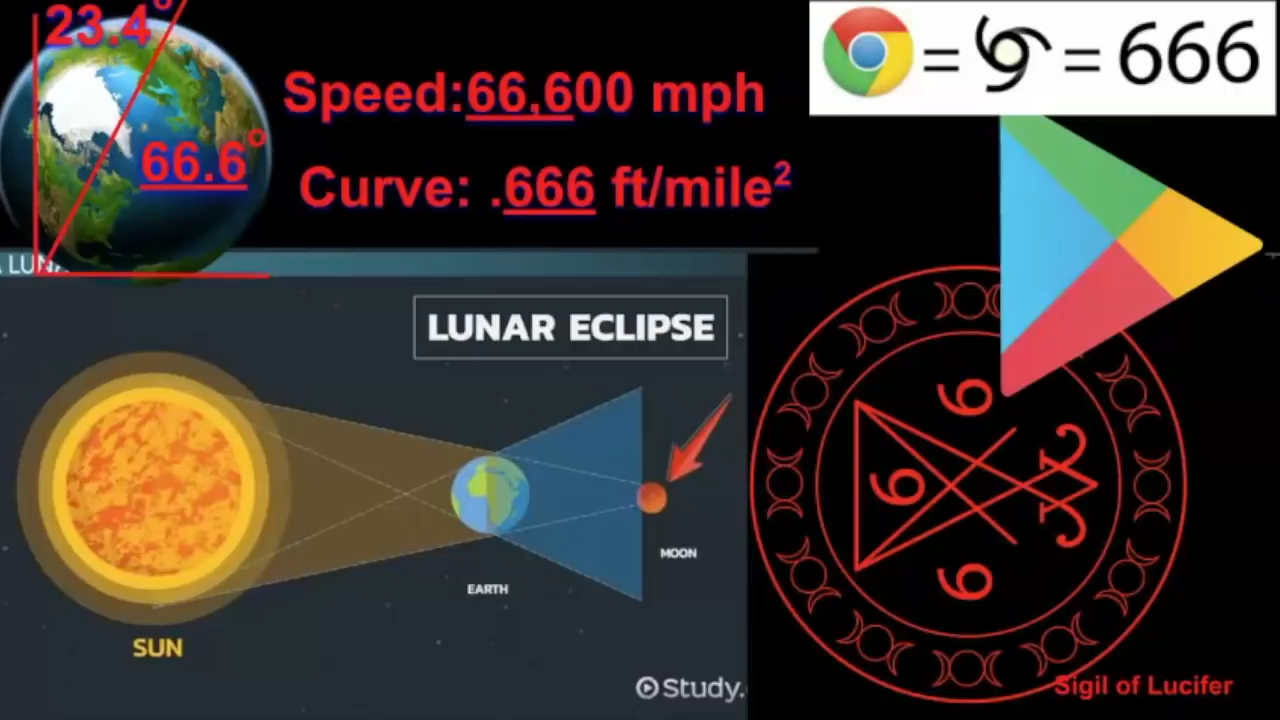 23.4°
66.6°
Speed:66,600 mph
Curve: .666 ft/mile²
= = 666
LUNA
LUNAR ECLIPSE
SUN
EARTH
MOON
Study.
6
6
6
Sigil of Lucifer